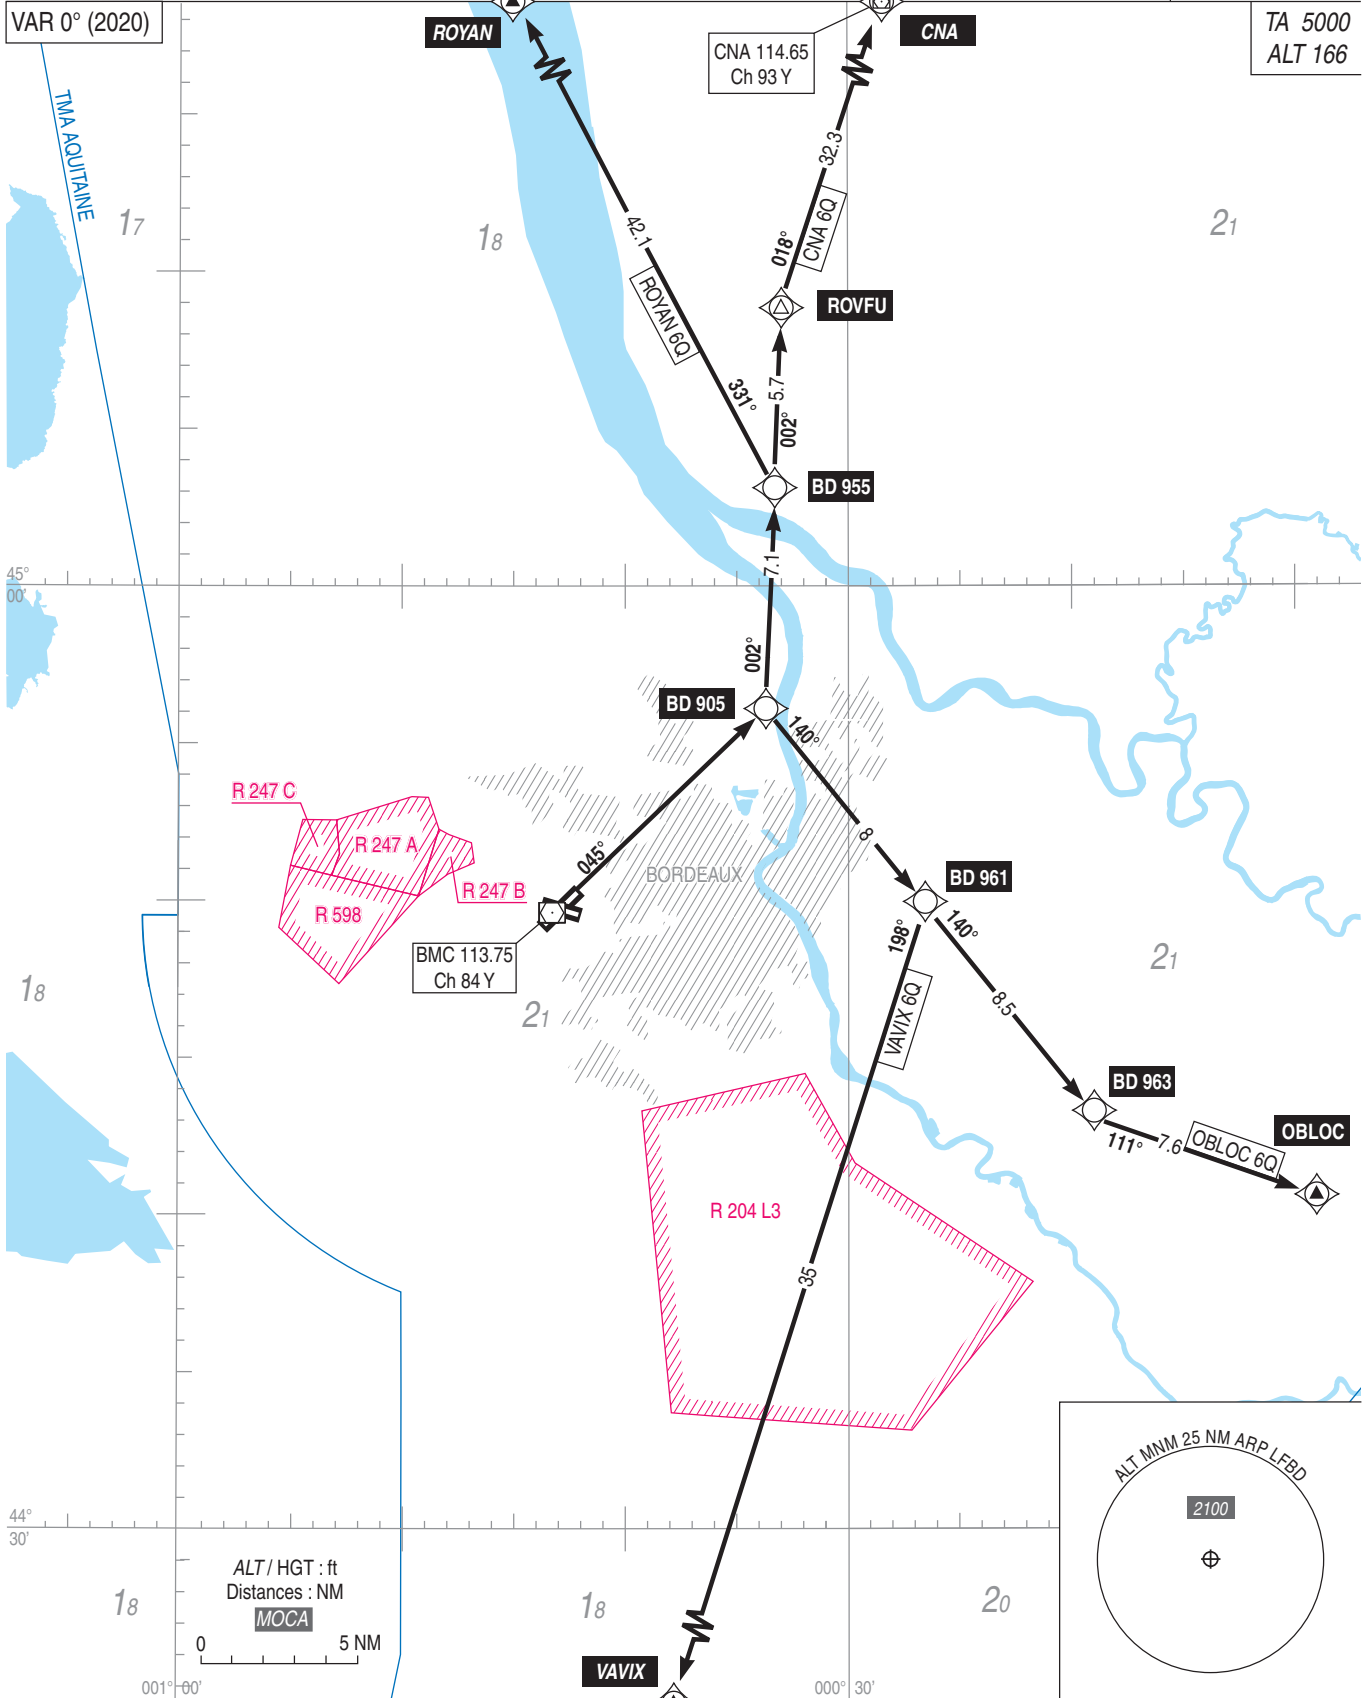 VAR 0° (2020)
ROYAN
CNA 114.65
Ch 93 Y
CNA
TA 5000
ALT 166
TMA AQUITAINE
17
18
21
42.1
ROYAN 6Q
331°
32.3
CNA 6Q
018°
ROVFU
5.7
002°
BD 955
7.1
45°
00'
002°
BD 905
140°
R 247 C
R 247 A
R 247 B
R 598
045°
BORDEAUX
8
BD 961
BMC 113.75
Ch 84 Y
198°
140°
18
21
21
VAVIX 6Q
8.5
BD 963
111°
7.6
OBLOC 6Q
OBLOC
R 204 L3
35
ALT MNM 25 NM ARP LFBD
2100
44°
30'
ALT / HGT : ft
Distances : NM
MOCA
0 5 NM
18
18
20
VAVIX
001° 00'
000° 30'